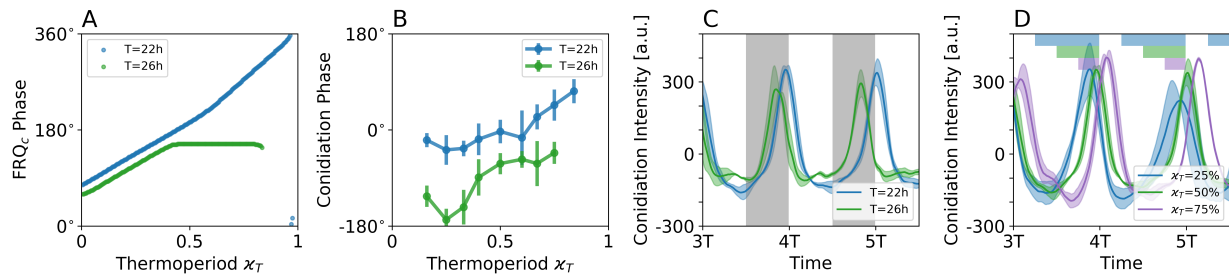 A
FRQc Phase
360°
180°
0°
T=22h
T=26h
0
0.5
1
Thermoperiod ϰT
B
Conidiation Phase
180°
0°
-180°
T=22h
T=26h
0
0.5
1
Thermoperiod ϰT
C
Conidiation Intensity [a.u.]
300
0
-300
T=22h
T=26h
3T
4T
5T
Time
D
Conidiation Intensity [a.u.]
300
0
-300
ϰT=25%
ϰT=50%
ϰT=75%
3T
4T
5T
Time